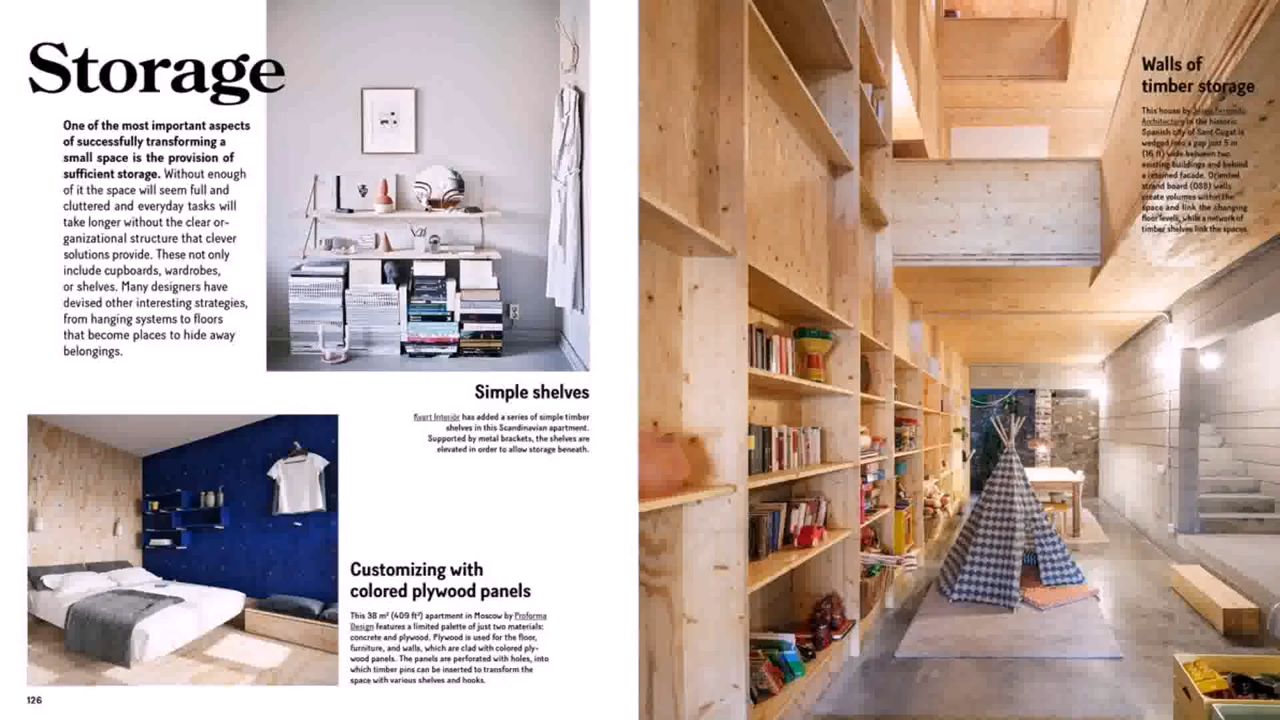 Storage
One of the most important aspects
of successfully transforming a
small space is the provision of
sufficient storage. Without enough
of it the space will seem full and
cluttered and everyday tasks will
take longer without the clear or-
ganizational structure that clever
solutions provide. These not only
include cupboards, wardrobes,
or shelves. Many designers have
devised other interesting strategies,
from hanging systems to floors
that become places to hide away
belongings.
Simple shelves
Kvart Interiör has added a series of simple timber
shelves in this Scandinavian apartment.
Supported by metal brackets, the shelves are
elevated in order to allow storage beneath.
Customizing with
colored plywood panels
This 38 m² (409 ft²) apartment in Moscow by Proforma
Design features a limited palette of just two materials:
concrete and plywood. Plywood is used for the floor,
furniture, and walls, which are clad with colored ply-
wood panels. The panels are perforated with holes, into
which timber pins can be inserted to transform the
space with various shelves and hooks.
126
Walls of
timber storage
This house by
Architecture in the historic
Spanish city of Sant Cugat is
wedged into a gap just 5 m
(16 ft) wide between two
existing buildings and behind
a retained facade. Oriented
strand board (OSB) walls
create volumes within the
space and link the changing
floor levels, while a network of
timber shelves link the spaces.